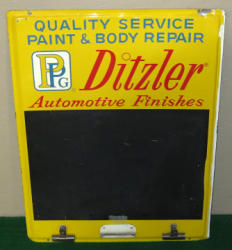 QUALITY SERVICE
PAINT & BODY REPAIR
PPG Ditzler®
Automotive Finishes